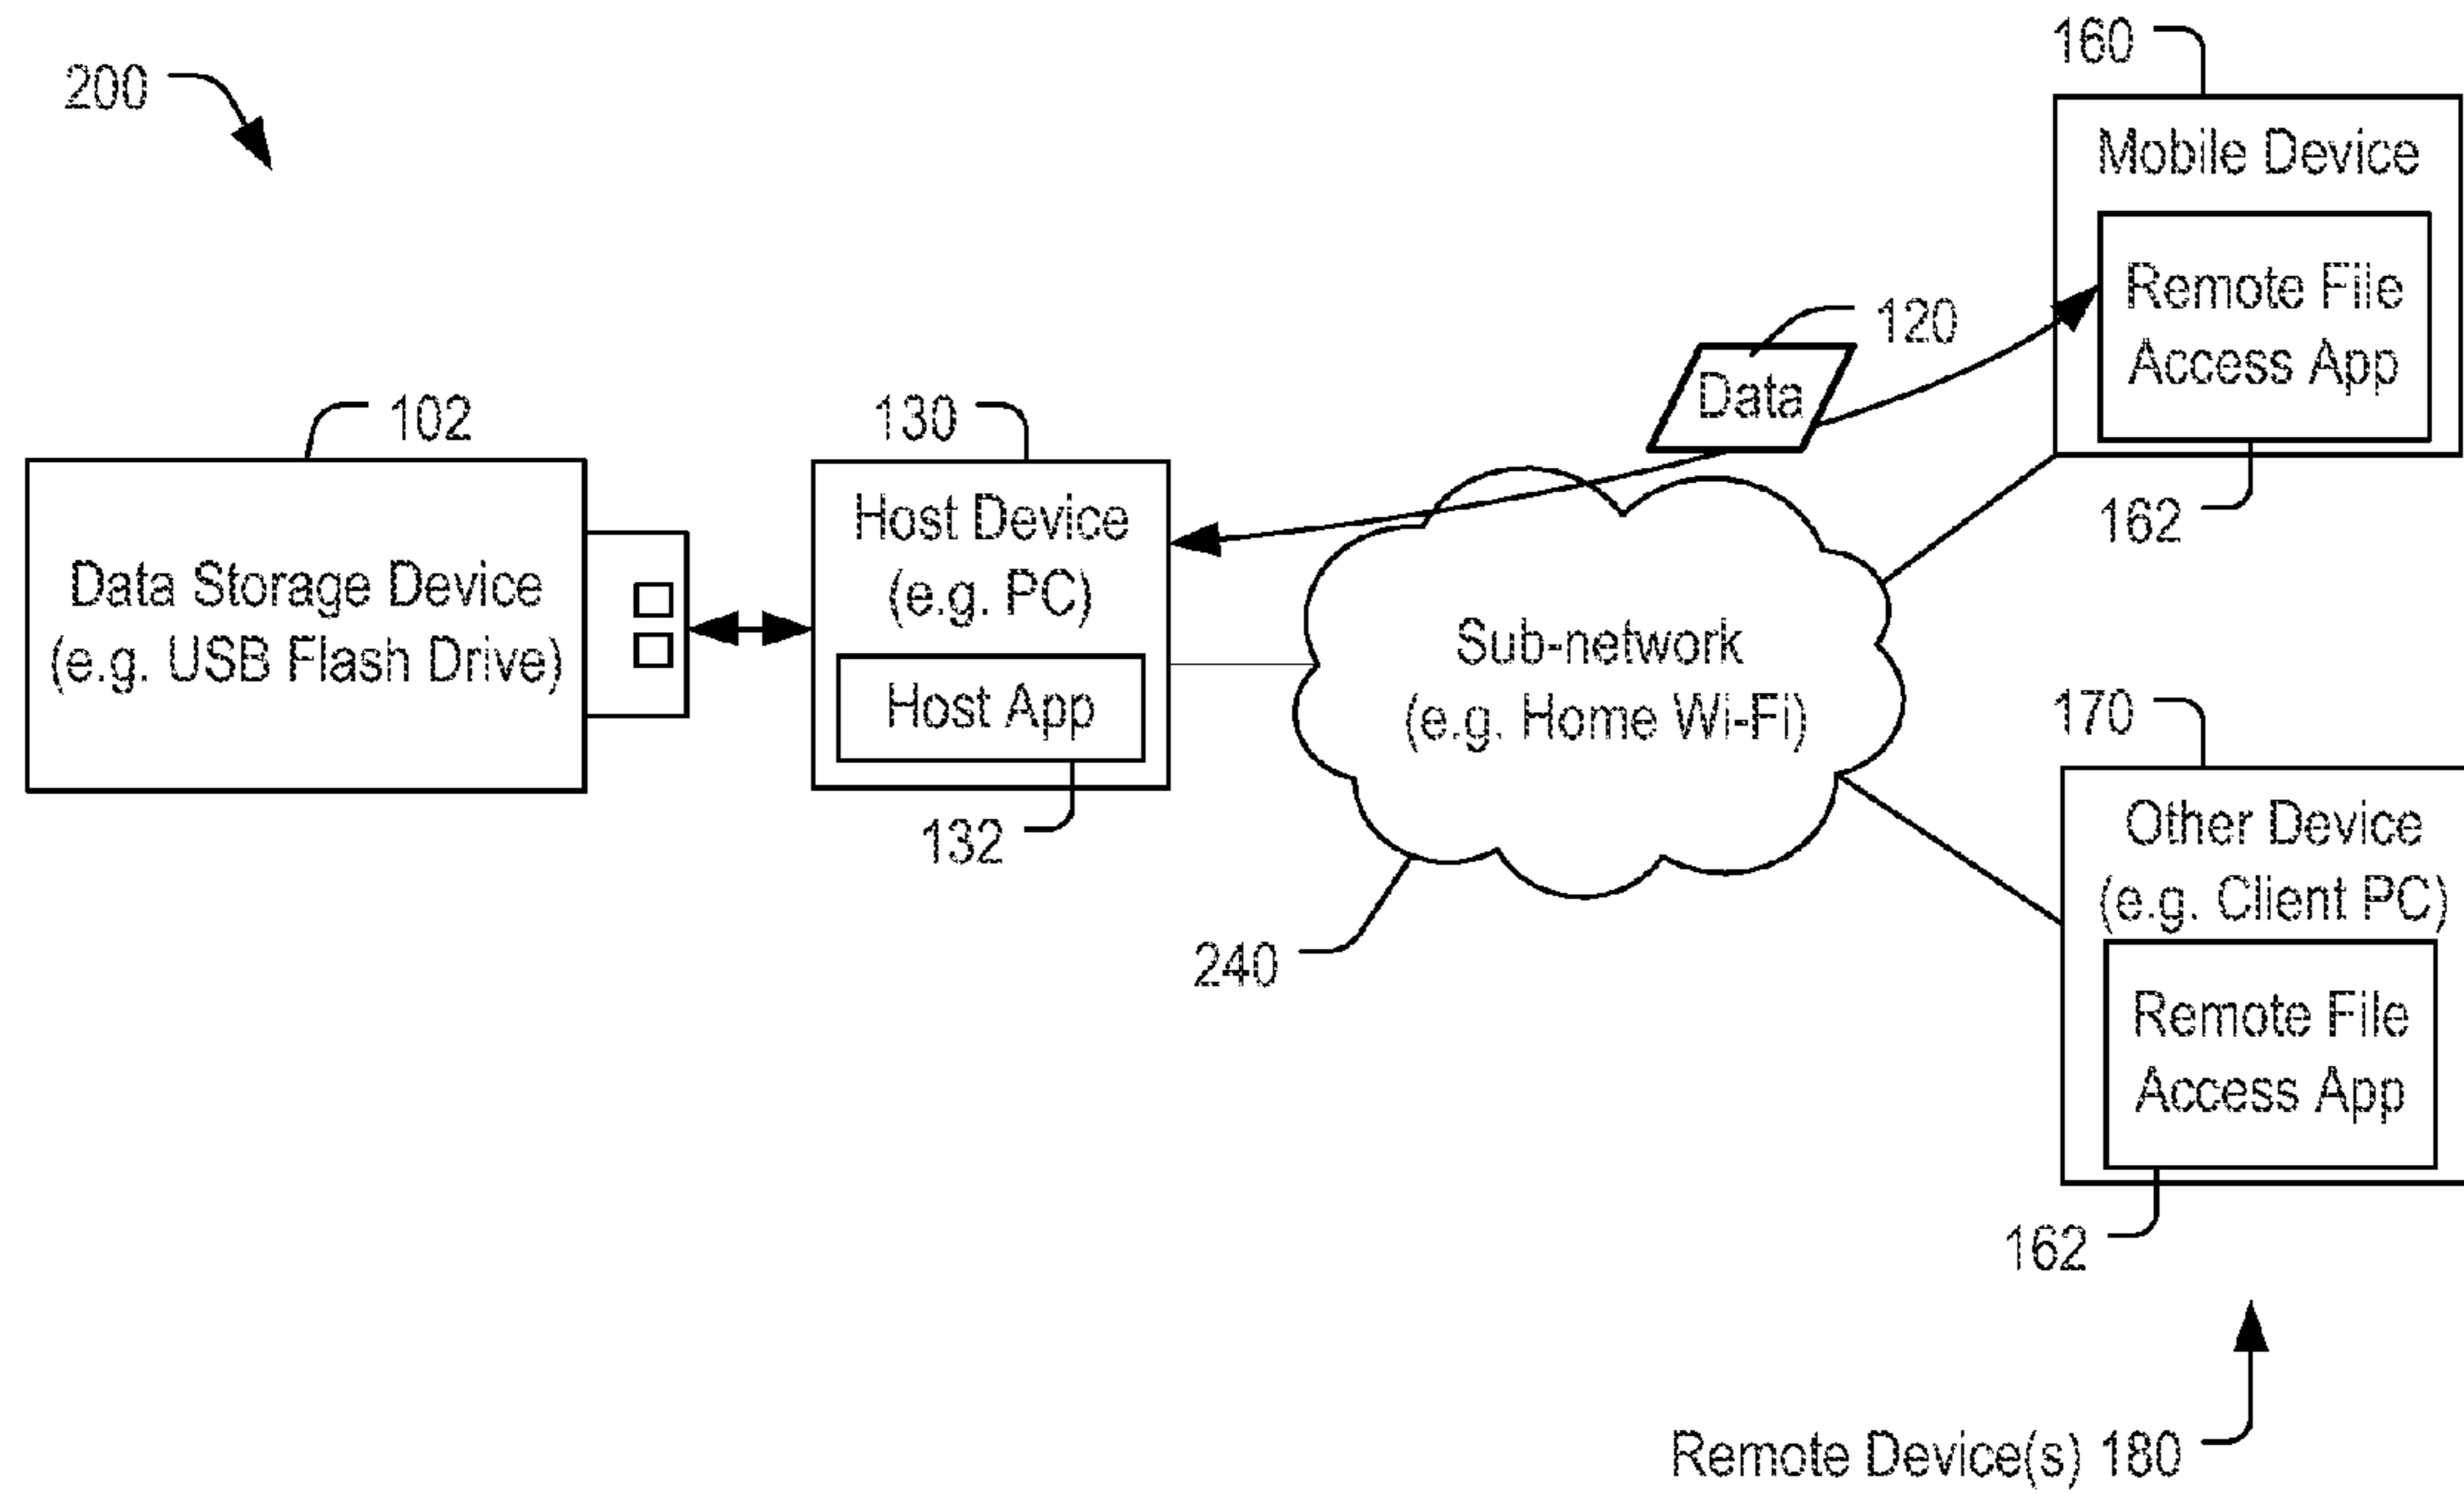 200
160
Mobile Device
Remote File
Access App
162
120
Data
102
Data Storage Device
(e.g. USB Flash Drive)
130
Host Device
(e.g. PC)
Host App
132
Sub-network
(e.g. Home Wi-Fi)
240
170
Other Device
(e.g. Client PC)
Remote File
Access App
162
Remote Device(s) 180